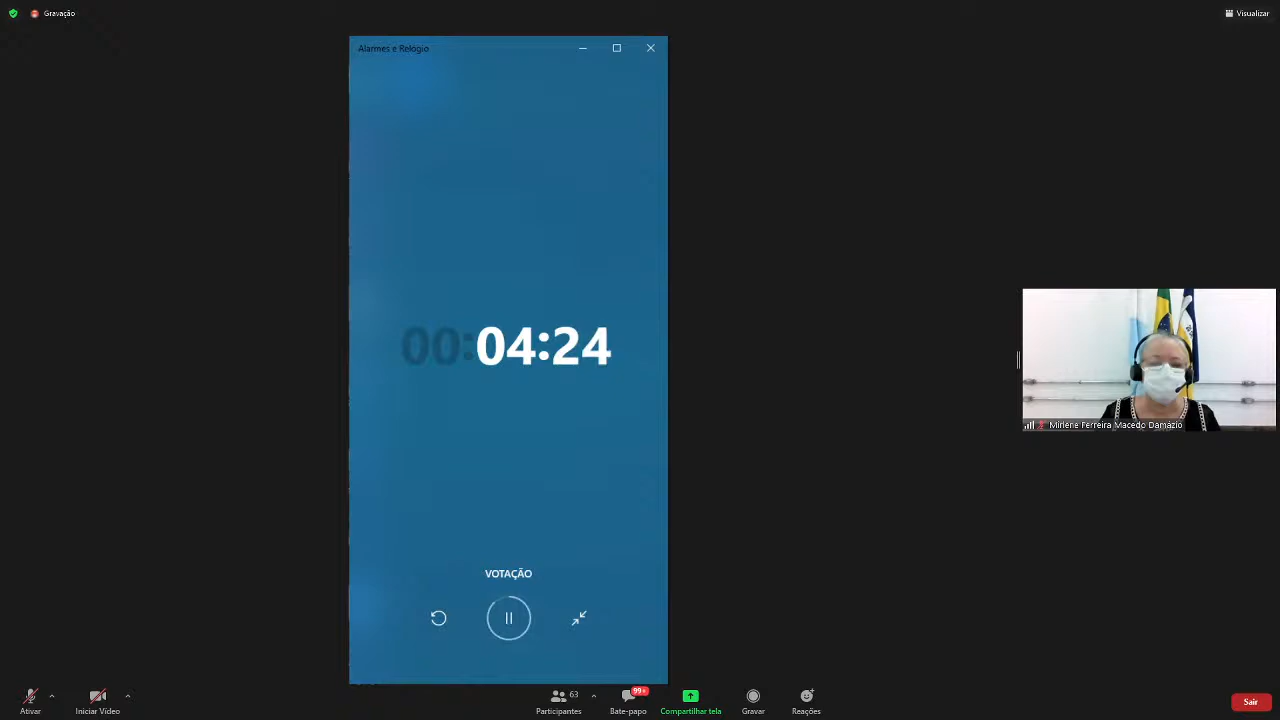 Gravação
Visualizar
Alarmes e Relógio
00:04:24
Mirlene Ferreira Macedo Damazio
VOTAÇÃO
63
99+
Ativar
Iniciar Vídeo
Participantes
Bate-papo
Compartilhar tela
Gravar
Reações
Sair